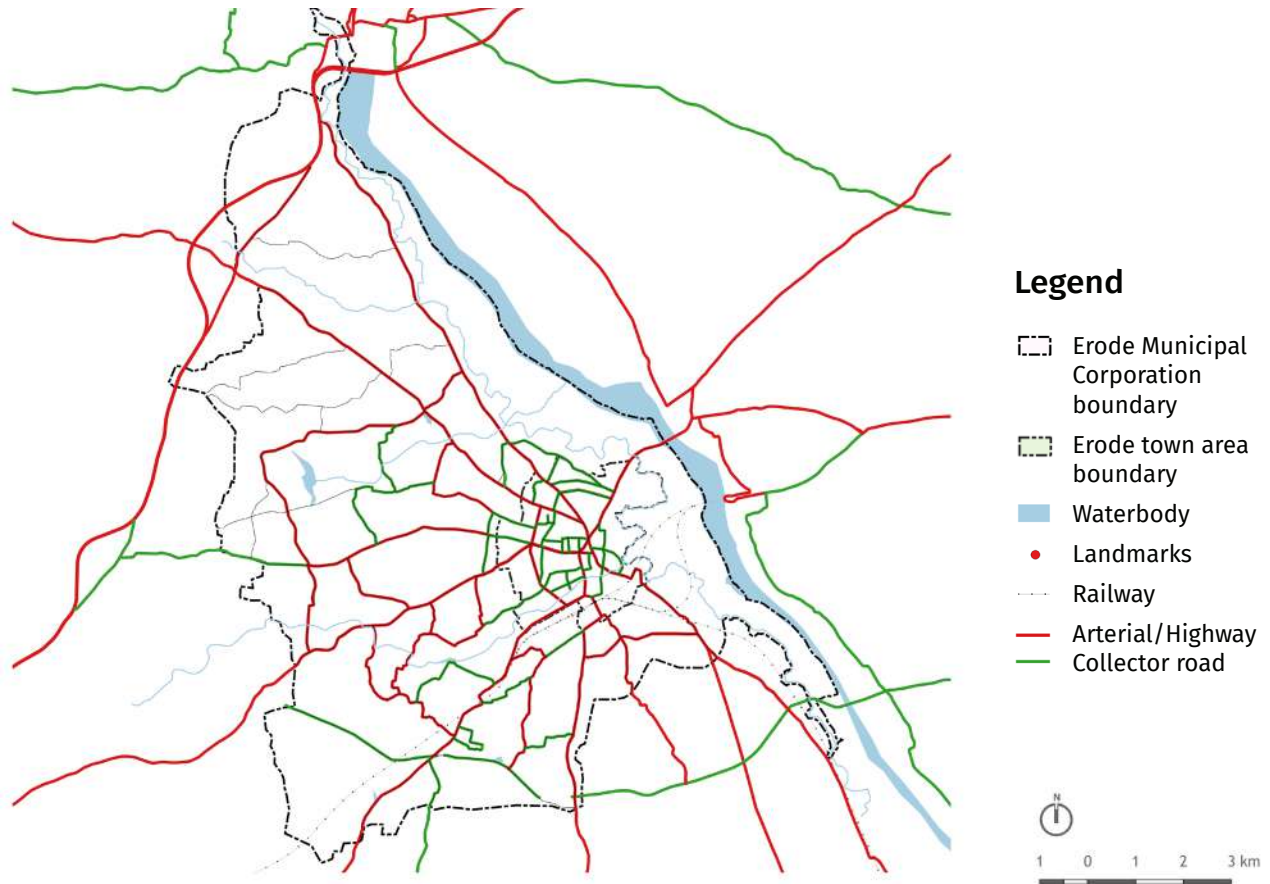 Legend
Erode Municipal
Corporation
boundary
Erode town area
boundary
Waterbody
Landmarks
Railway
Arterial/Highway
Collector road
N
1 0 1 2 3 km